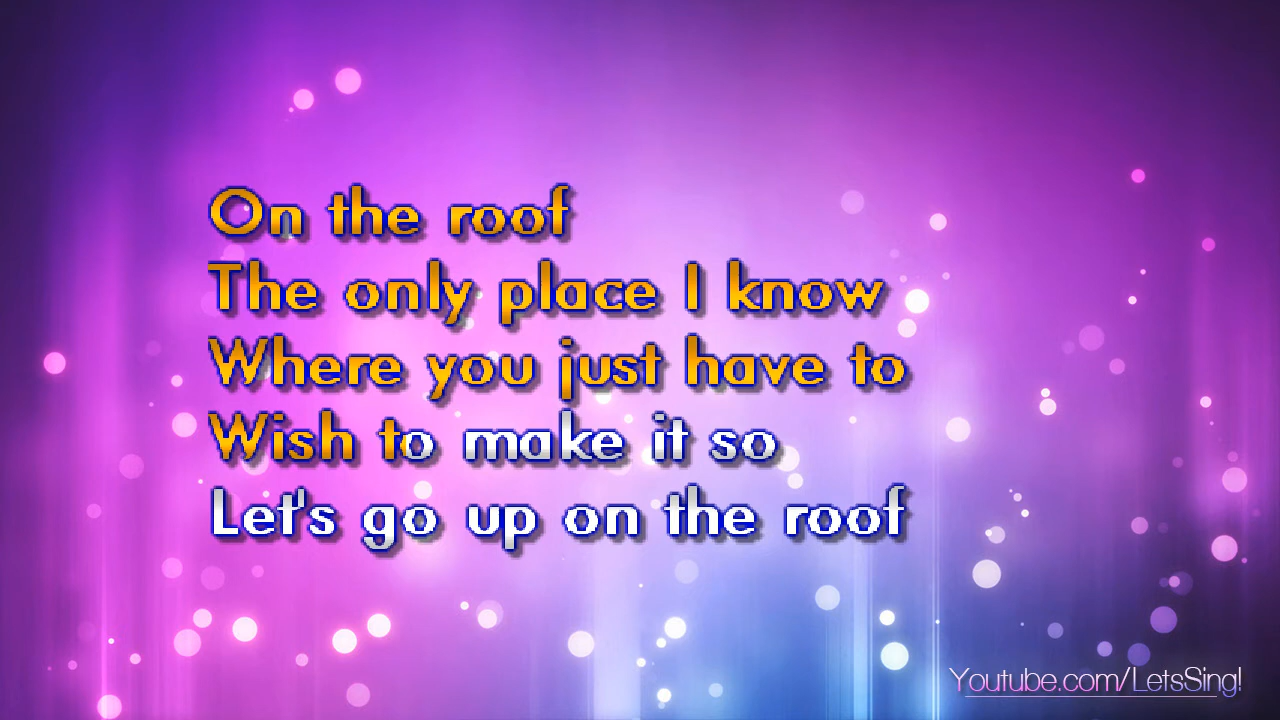 On the roof
The only place I know
Where you just have to
Wish to make it so
Let's go up on the roof
Youtube.com/LetsSing!